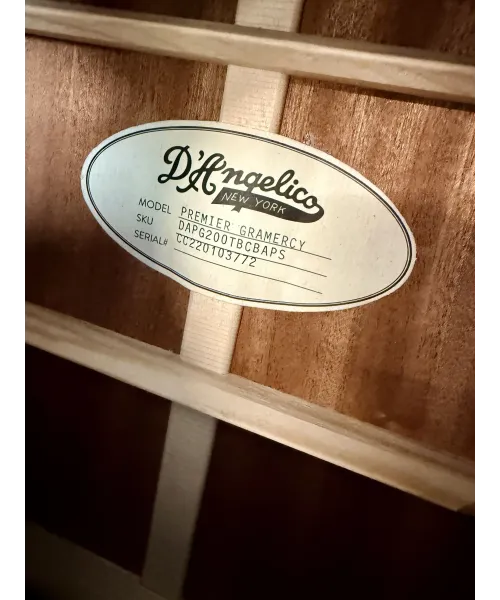 D'Angelico
NEW YORK
MODEL PREMIER GRAMERCY
SKU DAPG200TBCBAPS
SERIAL# CC220103772